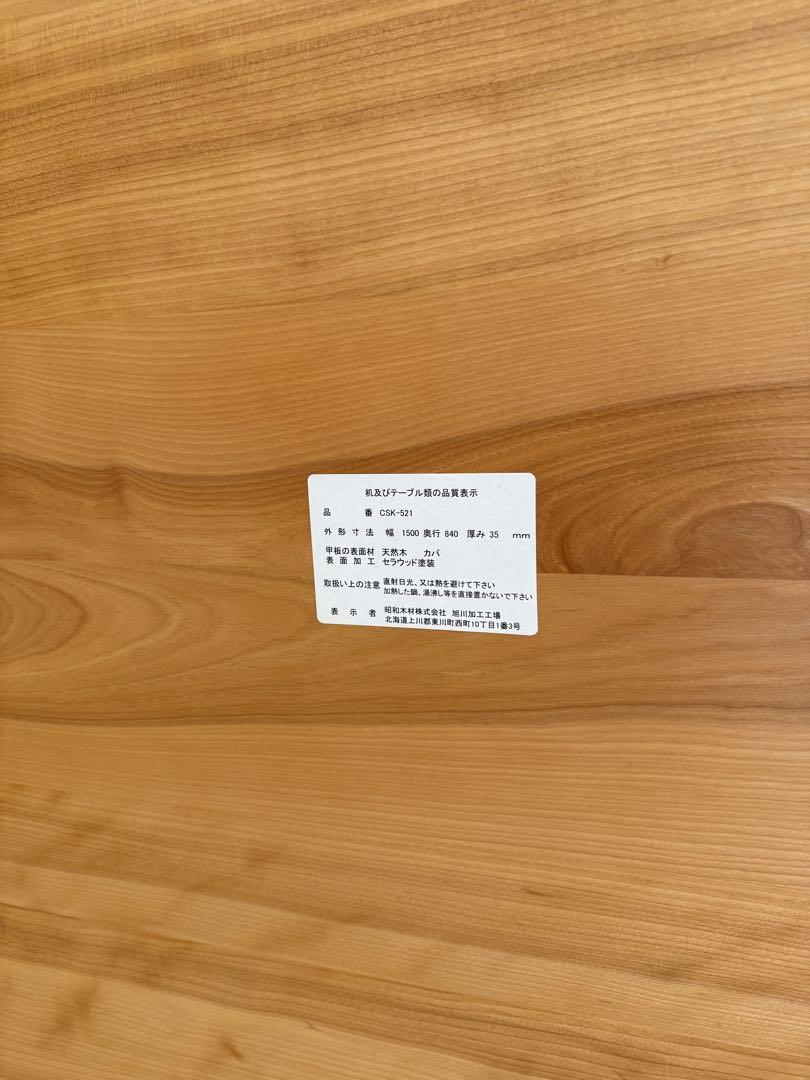 机及びテーブル類の品質表示
品 番 CSK-521
外 形 寸 法 幅 1500 奥行 840 厚み 35 mm
甲板の表面材 天然木 カバ
表 面 加 工 セラウッド塗装
取扱い上の注意 直射日光、又は熱を避けて下さい
加熱した鍋、湯沸し等を直接置かないで下さい
表 示 者 昭和木材株式会社 旭川加工工場
北海道上川郡東川町西町10丁目1番3号